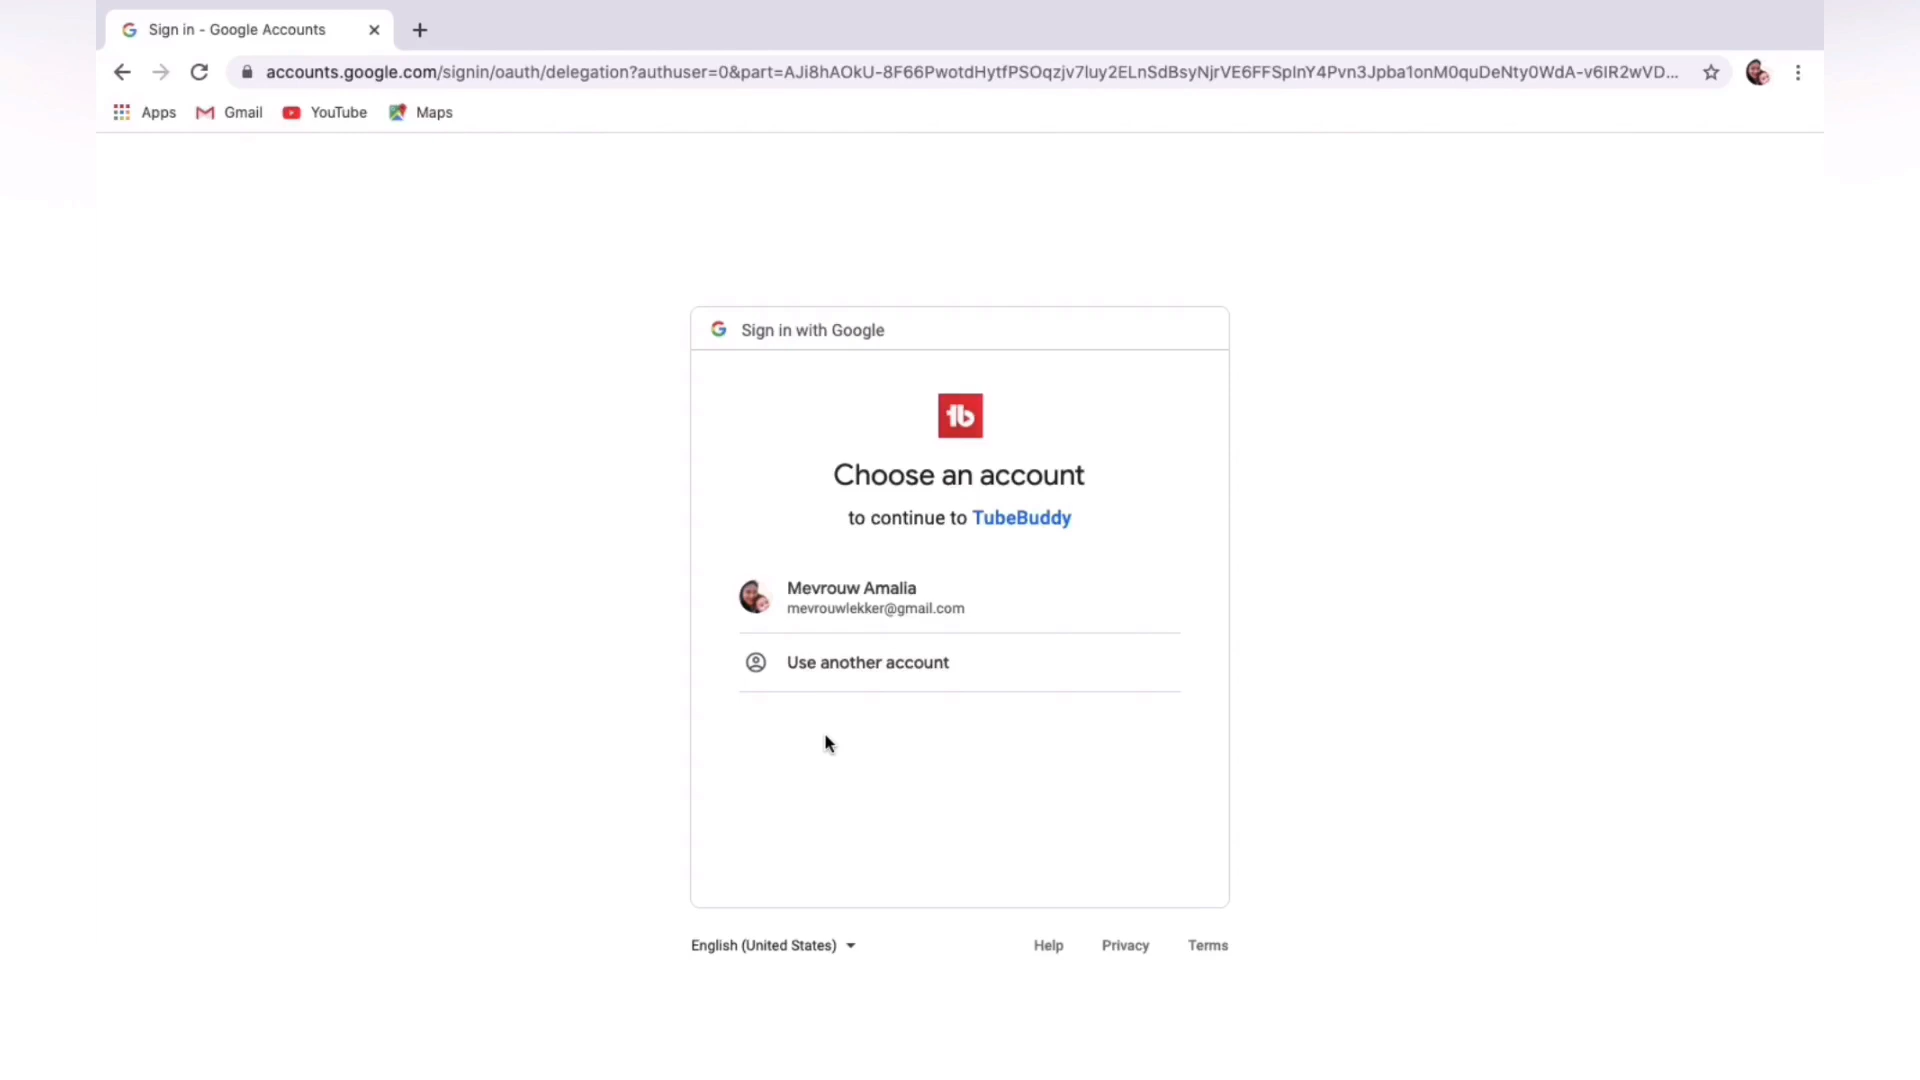 Sign in - Google Accounts
accounts.google.com/signin/oauth/delegation?authuser=0&part=AJi8hAOkU-8F66PwotdHytfPSOqzjv7luy2ELnSdBsyNjrVE6FFSplnY4Pvn3Jpba1onM0quDeNty0WdA-v6IR2wVD...
Apps Gmail YouTube Maps
Sign in with Google
Choose an account
to continue to TubeBuddy
Mevrouw Amalia
mevrouwlekker@gmail.com
Use another account
English (United States) Help Privacy Terms